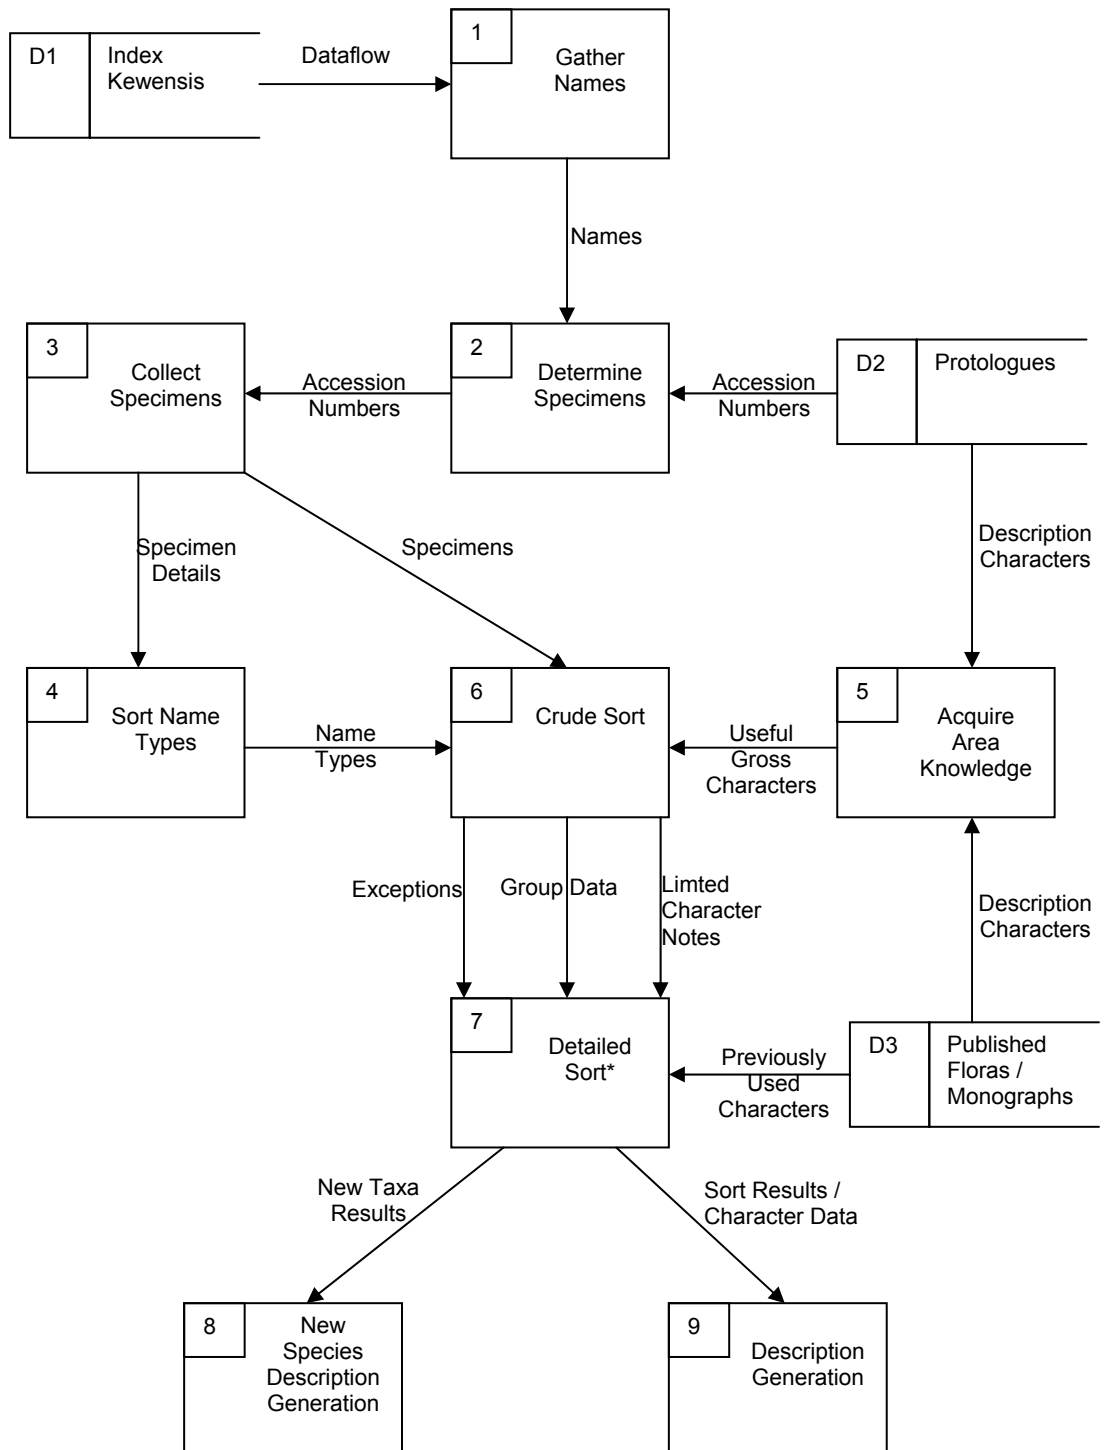 D1
Index
Kewensis
Dataflow
1
Gather
Names
Names
3
Collect
Specimens
Accession
Numbers
2
Determine
Specimens
Accession
Numbers
D2
Protologues
Specimen
Details
Specimens
Description
Characters
4
Sort Name
Types
Name
Types
6
Crude Sort
Useful
Gross
Characters
5
Acquire
Area
Knowledge
Exceptions
Group Data
Limted
Character
Notes
Description
Characters
7
Detailed
Sort*
Previously
Used
Characters
D3
Published
Floras /
Monographs
New Taxa
Results
Sort Results /
Character Data
8
New
Species
Description
Generation
9
Description
Generation